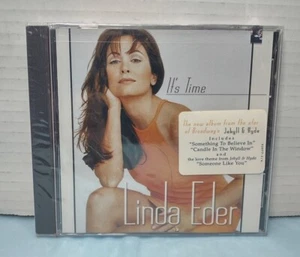 It's Time
The new album from the star
of Broadway's Jekyll & Hyde
Includes
"Something To Believe In"
"Candle In The Window"
and
the love theme from Jekyll & Hyde
"Someone Like You"
Linda Eder